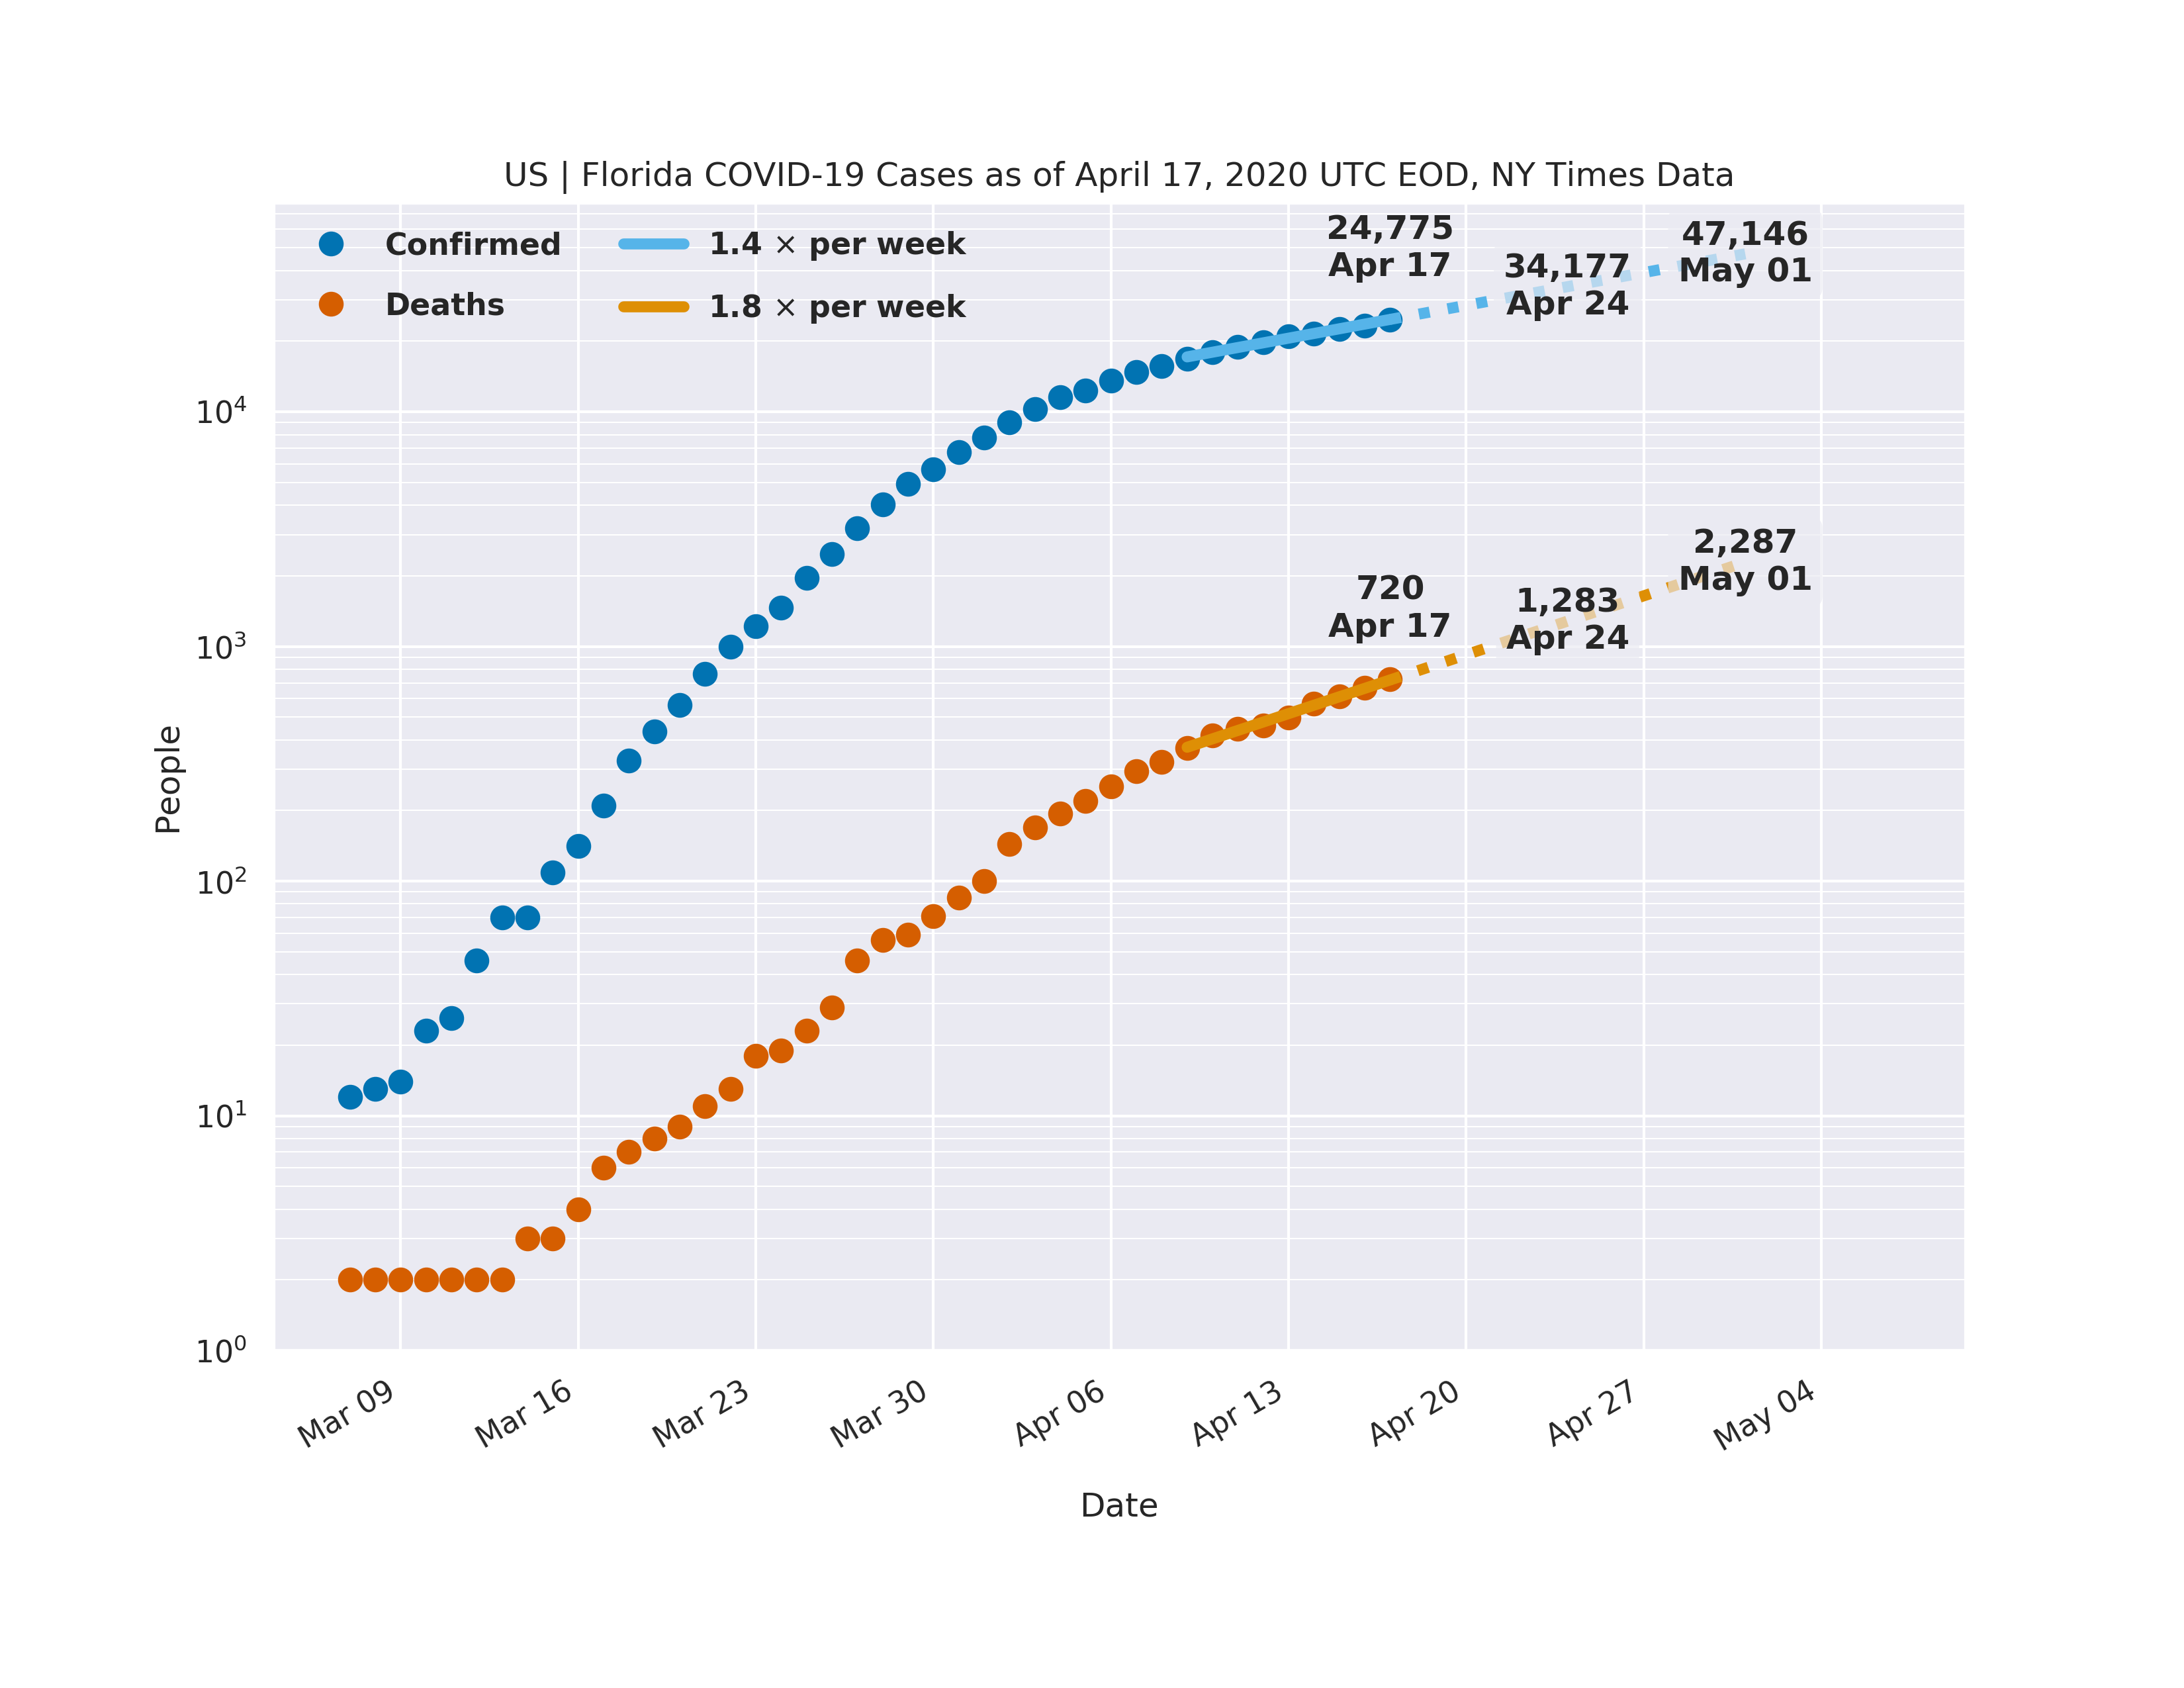 US | Florida COVID-19 Cases as of April 17, 2020 UTC EOD, NY Times Data
Confirmed
Deaths
1.4 × per week
1.8 × per week
24,775
Apr 17
34,177
Apr 24
47,146
May 01
720
Apr 17
1,283
Apr 24
2,287
May 01
People
10⁴
10³
10²
10¹
10⁰
Mar 09
Mar 16
Mar 23
Mar 30
Apr 06
Apr 13
Apr 20
Apr 27
May 04
Date